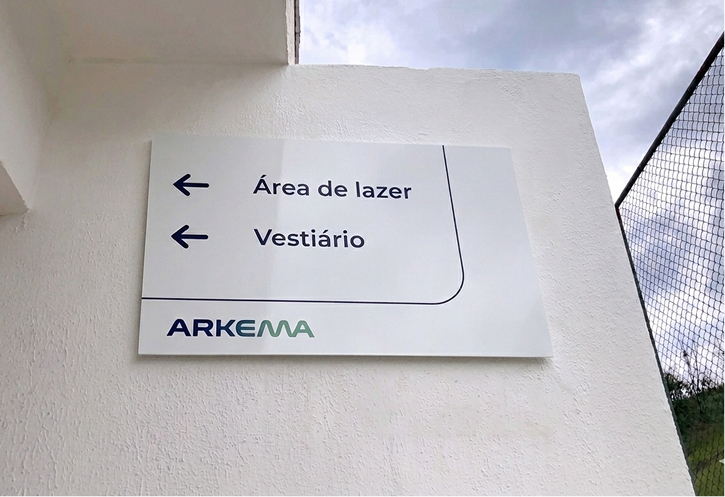 ← Área de lazer
← Vestiário
ARKEMA